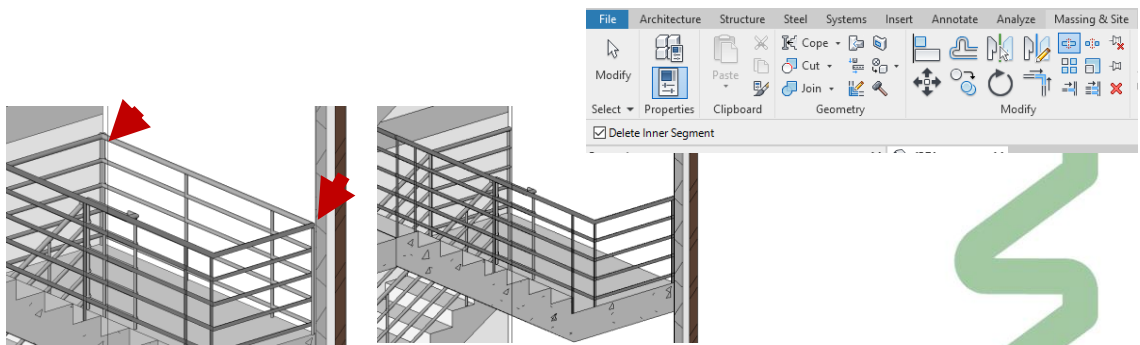 File Architecture Structure Steel Systems Insert Annotate Analyze Massing & Site
Modify
Paste
Cope
Cut
Join
Select Properties Clipboard Geometry Modify
Delete Inner Segment